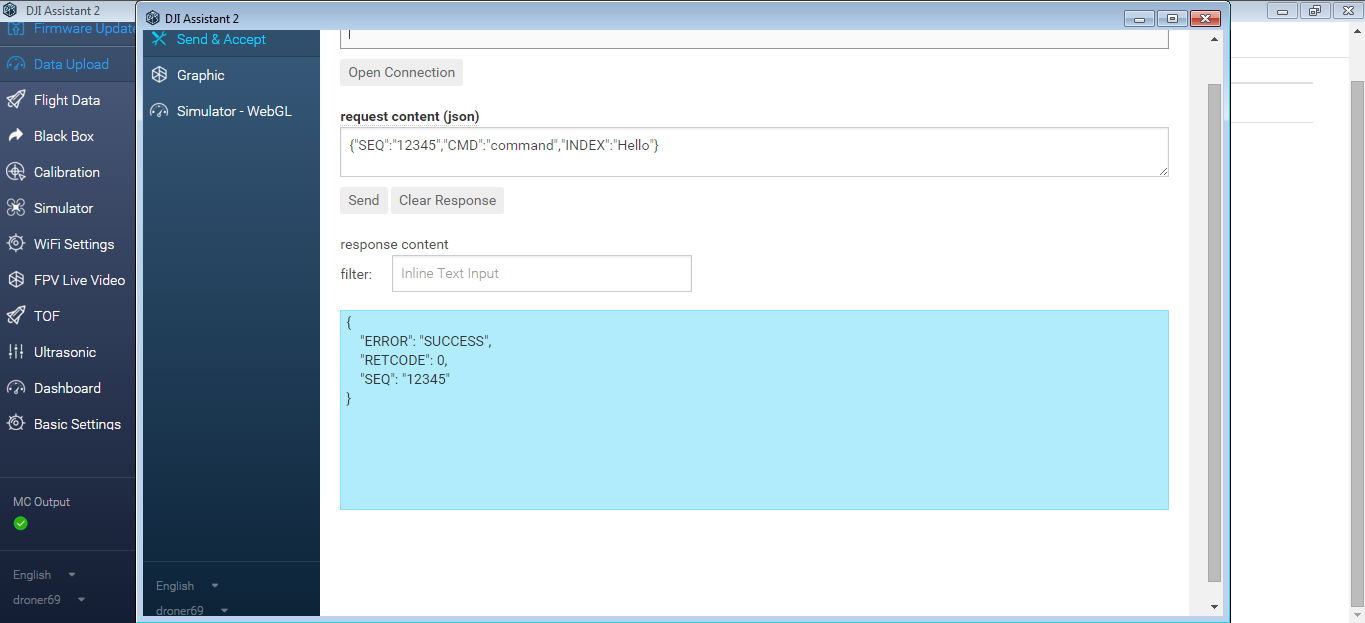 DJI Assistant 2
Firmware Update
Data Upload
Flight Data
Black Box
Calibration
Simulator
WiFi Settings
FPV Live Video
TOF
Ultrasonic
Dashboard
Basic Settings
MC Output
English
droner69
DJI Assistant 2
Send & Accept
Graphic
Simulator - WebGL
English
droner69
Open Connection
request content (json)
{"SEQ":"12345","CMD":"command","INDEX":"Hello"}
Send Clear Response
response content
filter: Inline Text Input
{
"ERROR": "SUCCESS",
"RETCODE": 0,
"SEQ": "12345"
}